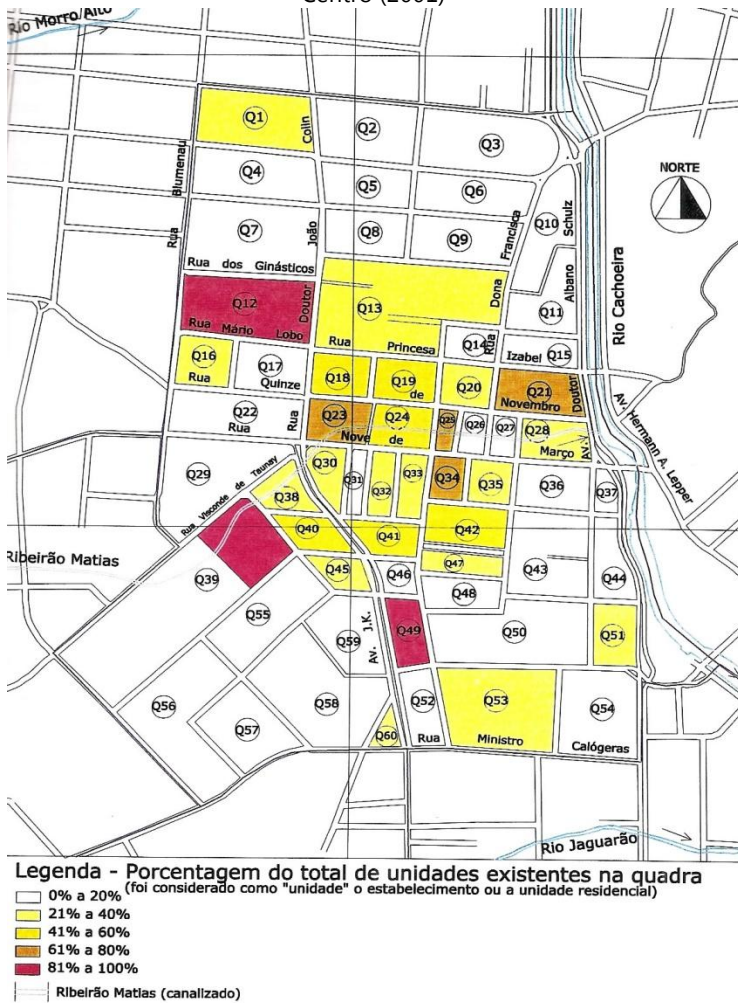 Centro (2001)
Rio Morro/Alto
Q1
Colin
Q2
Q3
NORTE
Blumenau
Q4
Q5
Q6
Q10
Schulz
Francisca
Rua
Q7
João
Q8
Q9
Rio Cachoeira
Rua dos Ginásticos
Albano
Q12
Doutor
Q13
Dona
Q11
Rua Mário Lobo
Rua Princesa
Q14
Rua
Izabel
Q15
Q16
Q17
Q18
Q19
Q20
Q21
Doutor
Rua Quinze de Novembro
Av. Hermann A. Lepper
Q22
Rua
Q23
Q24
Q25
Q26
Q27
Q28
Rua Nove de Março
Av.
Q29
Rua Visconde de Taunay
Q30
Q31
Q32
Q33
Q34
Q35
Q36
Q37
Q38
Q40
Q41
Q42
Ribeirão Matias
Q39
Q45
Q46
Q47
Q43
Q44
Q48
Q55
Q59
Av. J.K.
Q49
Q50
Q51
Q56
Q57
Q58
Q60
Q52
Q53
Q54
Rua Ministro Calógeras
Rio Jaguarão
Legenda - Porcentagem do total de unidades existentes na quadra
(foi considerado como "unidade" o estabelecimento ou a unidade residencial)
0% a 20%
21% a 40%
41% a 60%
61% a 80%
81% a 100%
Ribeirão Matias (canalizado)